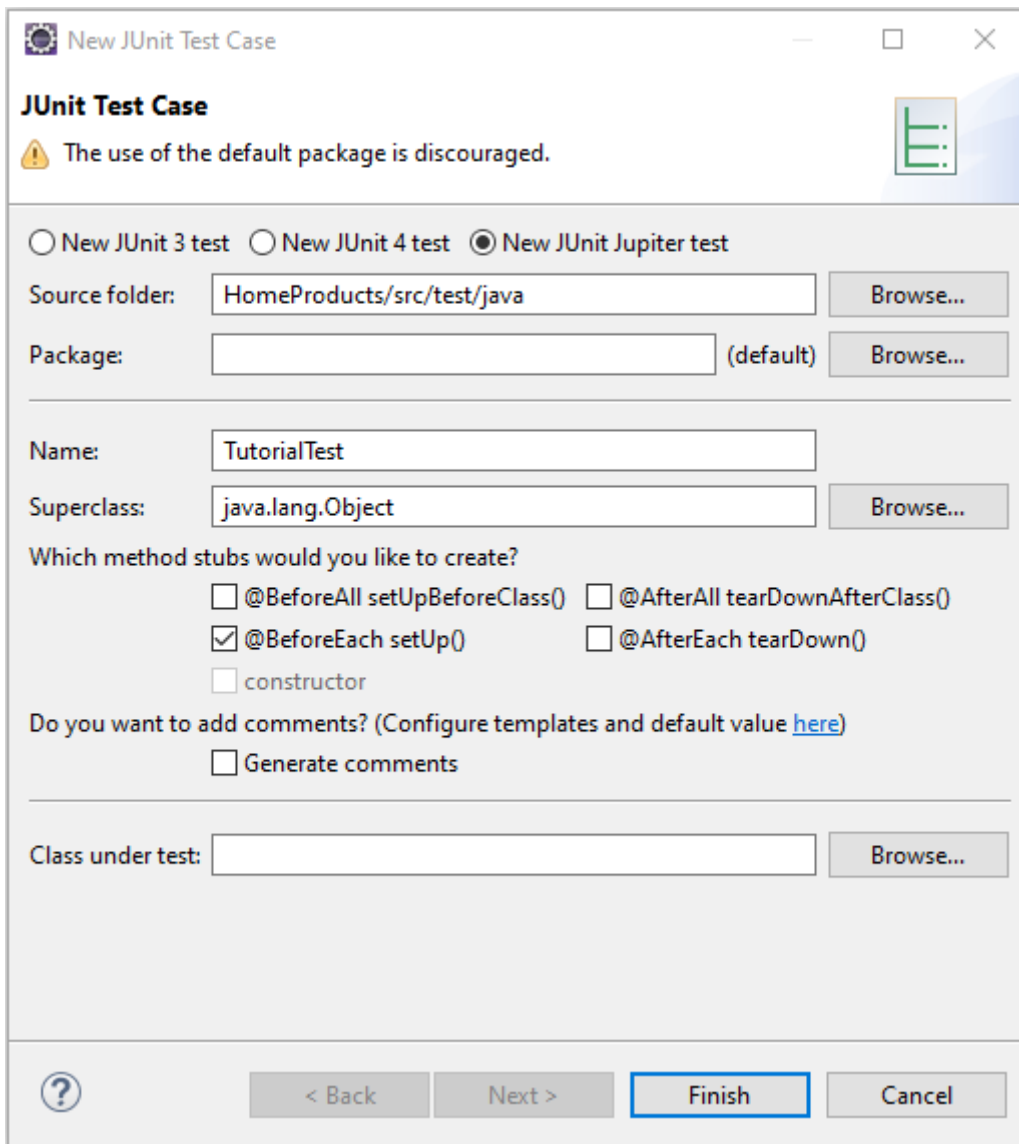 New JUnit Test Case
JUnit Test Case
The use of the default package is discouraged.
New JUnit 3 test New JUnit 4 test New JUnit Jupiter test
Source folder: HomeProducts/src/test/java Browse...
Package: (default) Browse...
Name: TutorialTest
Superclass: java.lang.Object Browse...
Which method stubs would you like to create?
@BeforeAll setUpBeforeClass() @AfterAll tearDownAfterClass()
@BeforeEach setUp() @AfterEach tearDown()
constructor
Do you want to add comments? (Configure templates and default value here)
Generate comments
Class under test: Browse...
? < Back Next > Finish Cancel